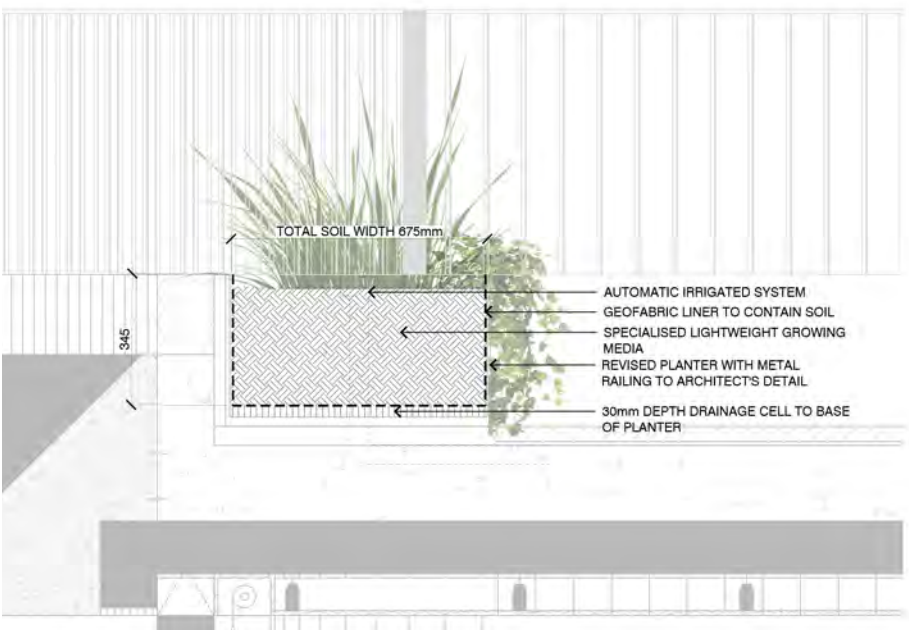 TOTAL SOIL WIDTH 675mm
345
AUTOMATIC IRRIGATED SYSTEM
GEOFABRIC LINER TO CONTAIN SOIL
SPECIALISED LIGHTWEIGHT GROWING
MEDIA
REVISED PLANTER WITH METAL
RAILING TO ARCHITECT'S DETAIL
30mm DEPTH DRAINAGE CELL TO BASE
OF PLANTER